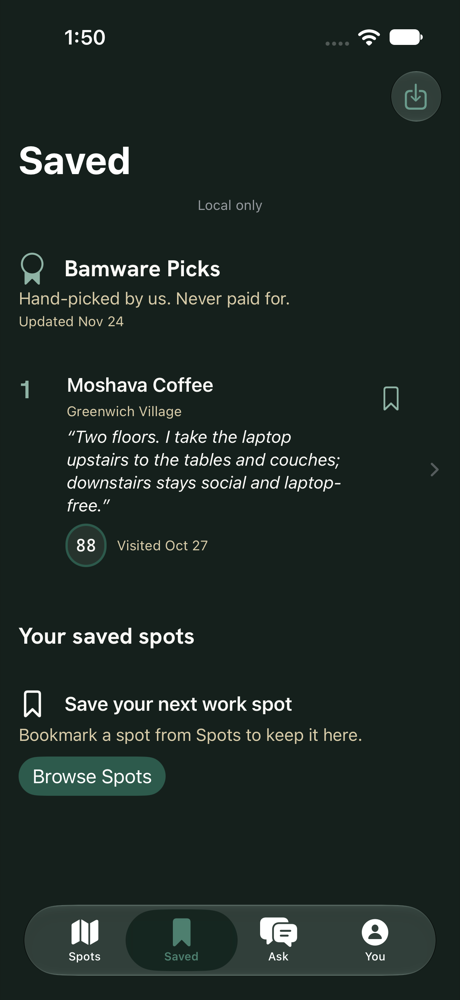 1:50
Saved
Local only
Bamware Picks
Hand-picked by us. Never paid for.
Updated Nov 24
1
Moshava Coffee
Greenwich Village
“Two floors. I take the laptop
upstairs to the tables and couches;
downstairs stays social and laptop-
free.”
88
Visited Oct 27
Your saved spots
Save your next work spot
Bookmark a spot from Spots to keep it here.
Browse Spots
Spots
Saved
Ask
You